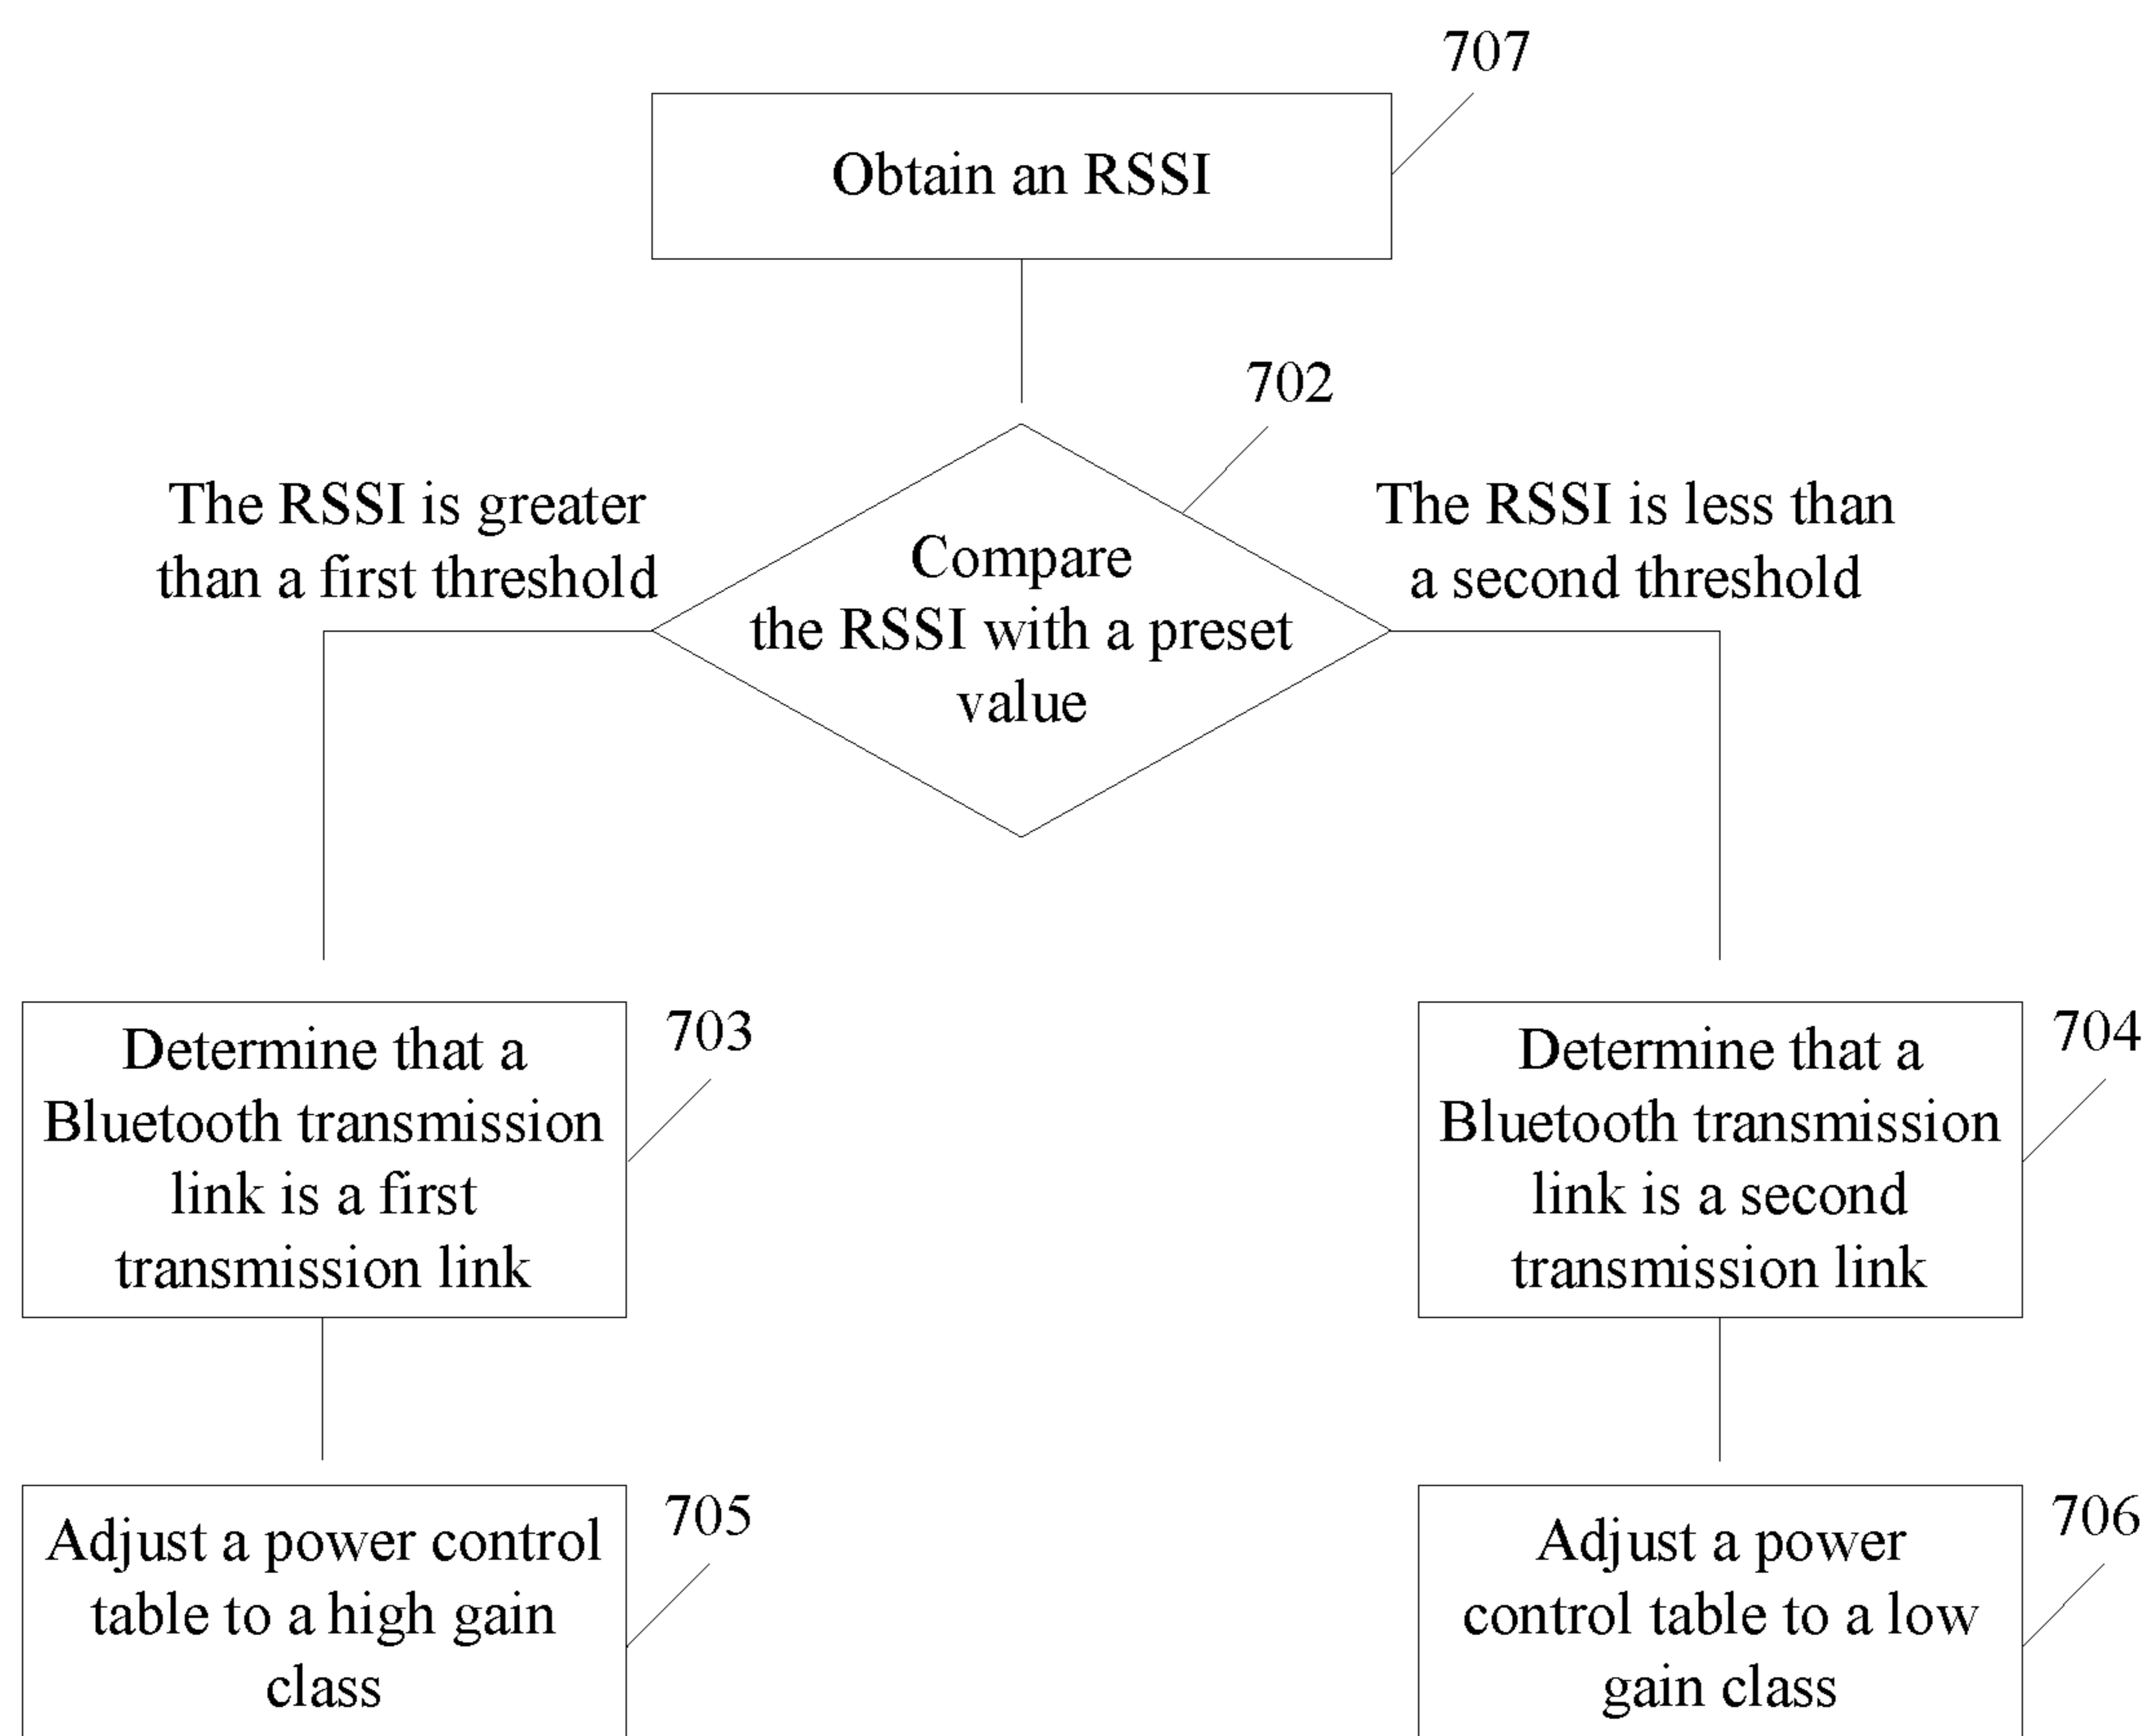 707
Obtain an RSSI
702
The RSSI is greater
than a first threshold
The RSSI is less than
a second threshold
Compare
the RSSI with a preset
value
Determine that a
Bluetooth transmission
link is a first
transmission link
703
Determine that a
Bluetooth transmission
link is a second
transmission link
704
Adjust a power control
table to a high gain
class
705
Adjust a power
control table to a low
gain class
706